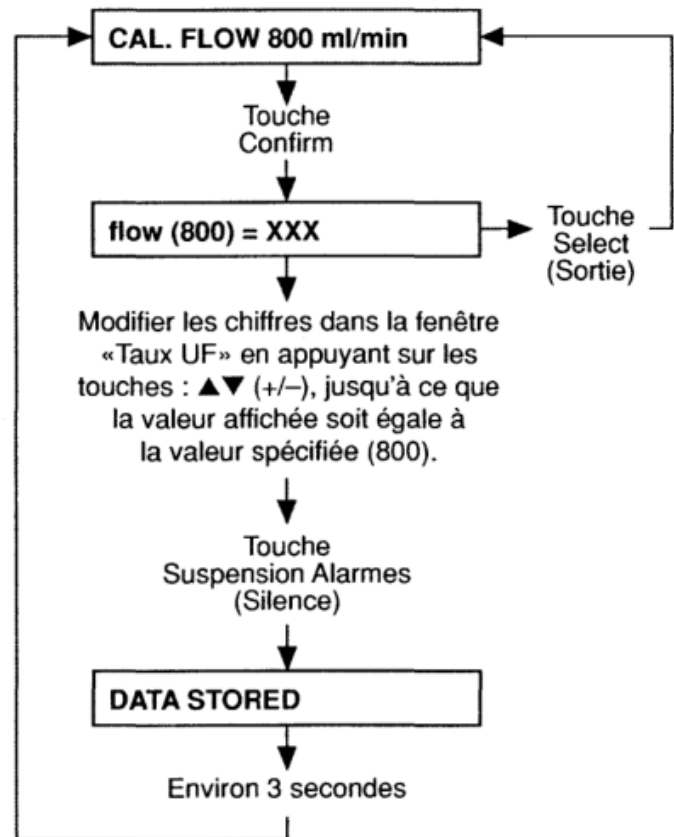 CAL. FLOW 800 ml/min
Touche
Confirm
flow (800) = XXX
Touche
Select
(Sortie)
Modifier les chiffres dans la fenêtre
«Taux UF» en appuyant sur les
touches : ▲▼ (+/–), jusqu'à ce que
la valeur affichée soit égale à
la valeur spécifiée (800).
Touche
Suspension Alarmes
(Silence)
DATA STORED
Environ 3 secondes